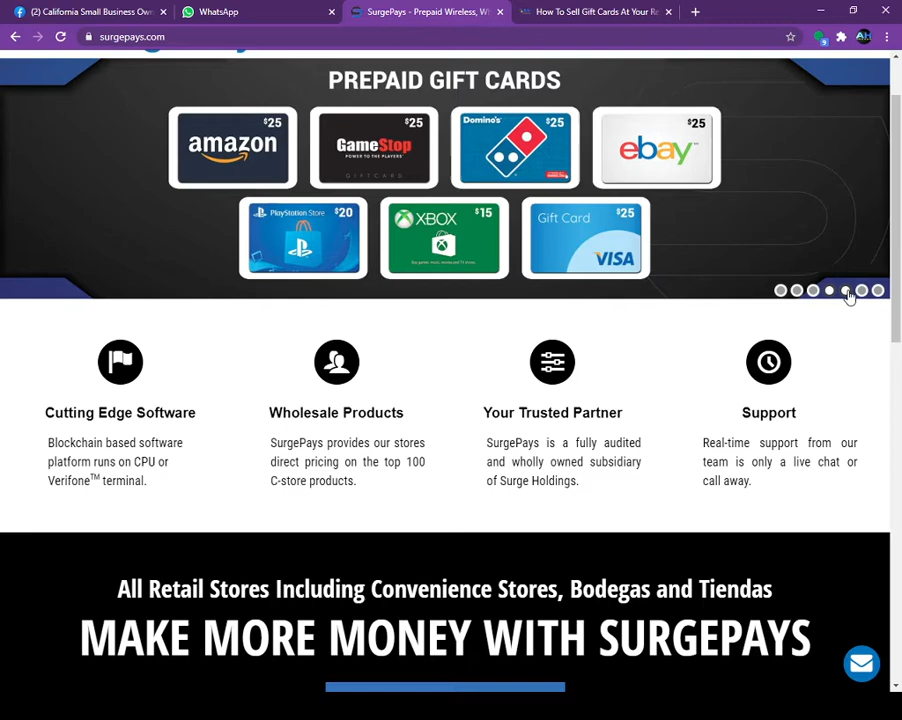 (2) California Small Business Own
WhatsApp
SurgePays - Prepaid Wireless, Wh
How To Sell Gift Cards At Your Re
surgepays.com
PREPAID GIFT CARDS
$25
amazon
$25
GameStop
POWER TO THE PLAYERS
GIFTCARD
Domino's
$25
$25
ebay
PlayStation Store
$20
XBOX
$15
Gift Card
$25
VISA
Cutting Edge Software
Blockchain based software
platform runs on CPU or
Verifone™ terminal.
Wholesale Products
SurgePays provides our stores
direct pricing on the top 100
C-store products.
Your Trusted Partner
SurgePays is a fully audited
and wholly owned subsidiary
of Surge Holdings.
Support
Real-time support from our
team is only a live chat or
call away.
All Retail Stores Including Convenience Stores, Bodegas and Tiendas
MAKE MORE MONEY WITH SURGEPAYS